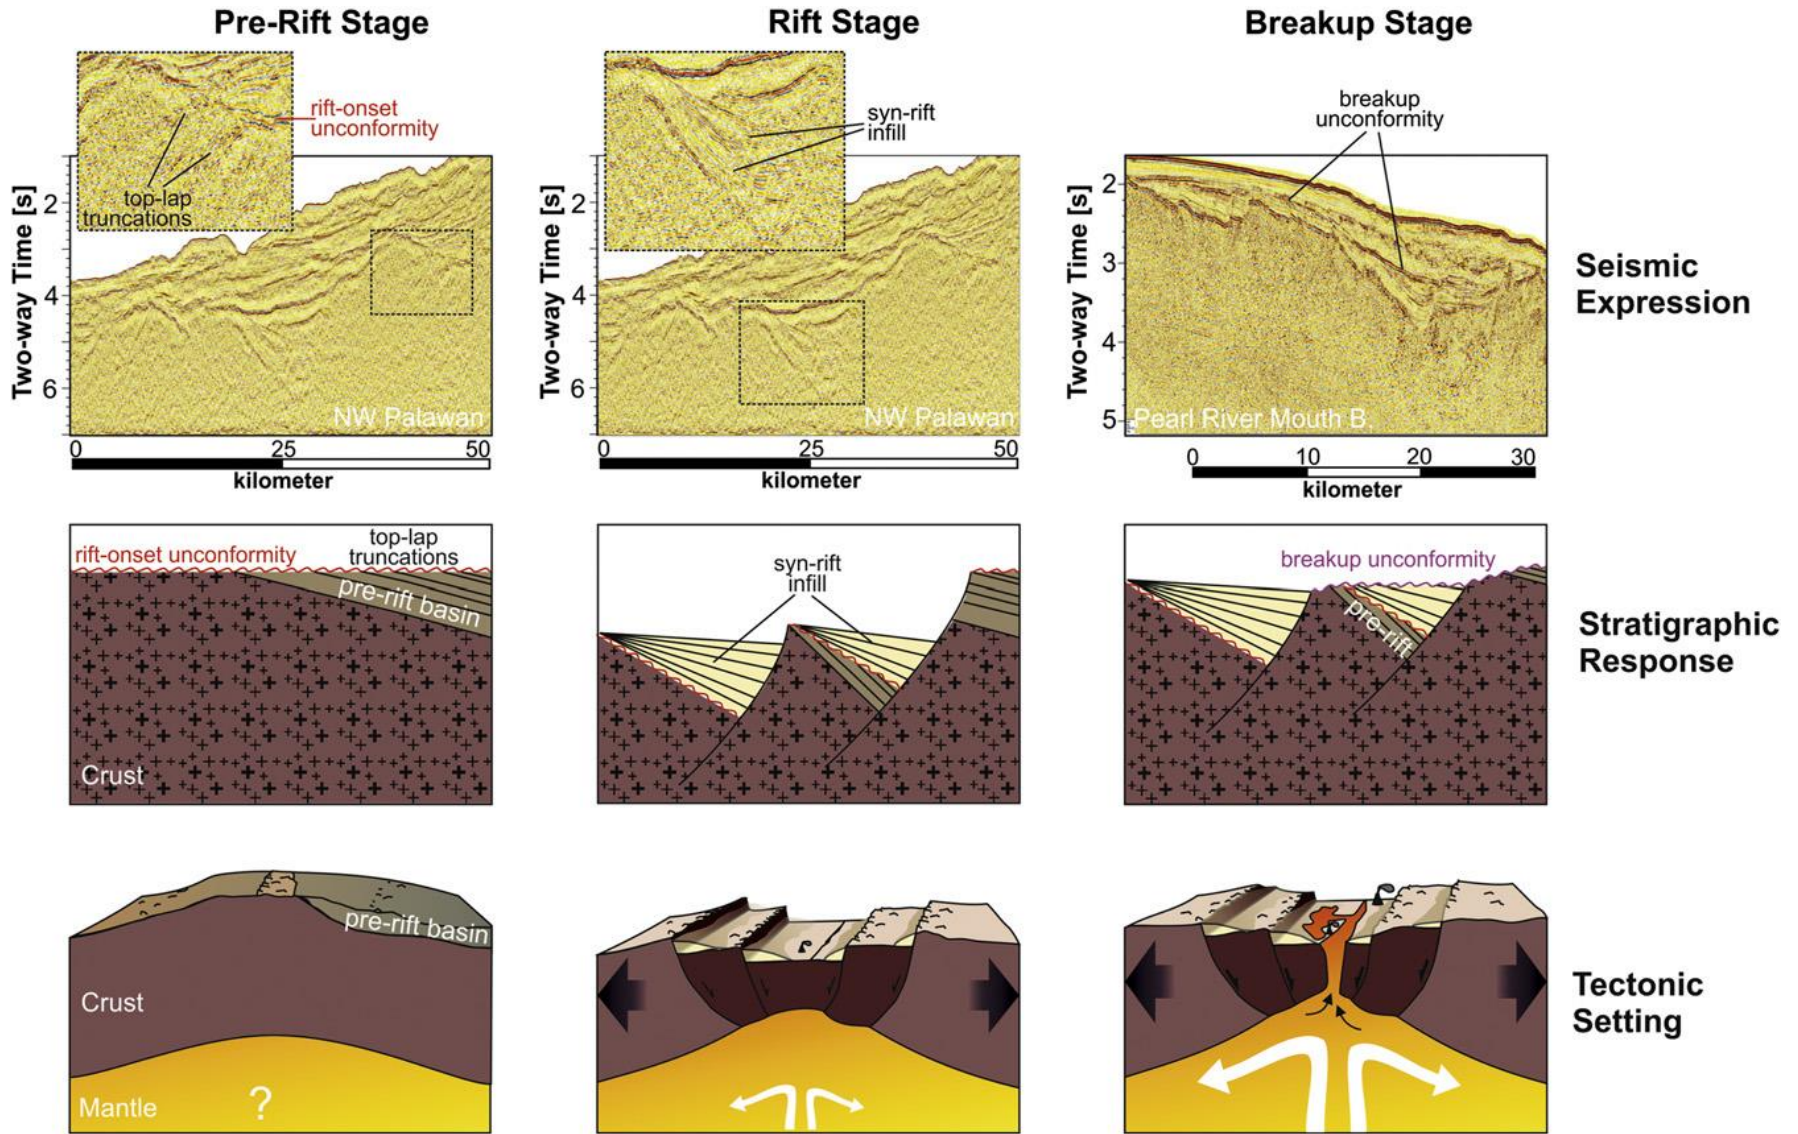 Pre-Rift Stage
Rift Stage
Breakup Stage
rift-onset
unconformity
top-lap
truncations
Two-way Time [s]
2
4
6
NW Palawan
0
25
50
kilometer
syn-rift
infill
Two-way Time [s]
2
4
6
NW Palawan
0
25
50
kilometer
breakup
unconformity
Two-way Time [s]
2
3
4
5
Pearl River Mouth B.
0
10
20
30
kilometer
Seismic
Expression
rift-onset unconformity
top-lap
truncations
pre-rift basin
Crust
syn-rift
infill
breakup unconformity
pre-rift
Stratigraphic
Response
pre-rift basin
Crust
Mantle
?
Tectonic
Setting